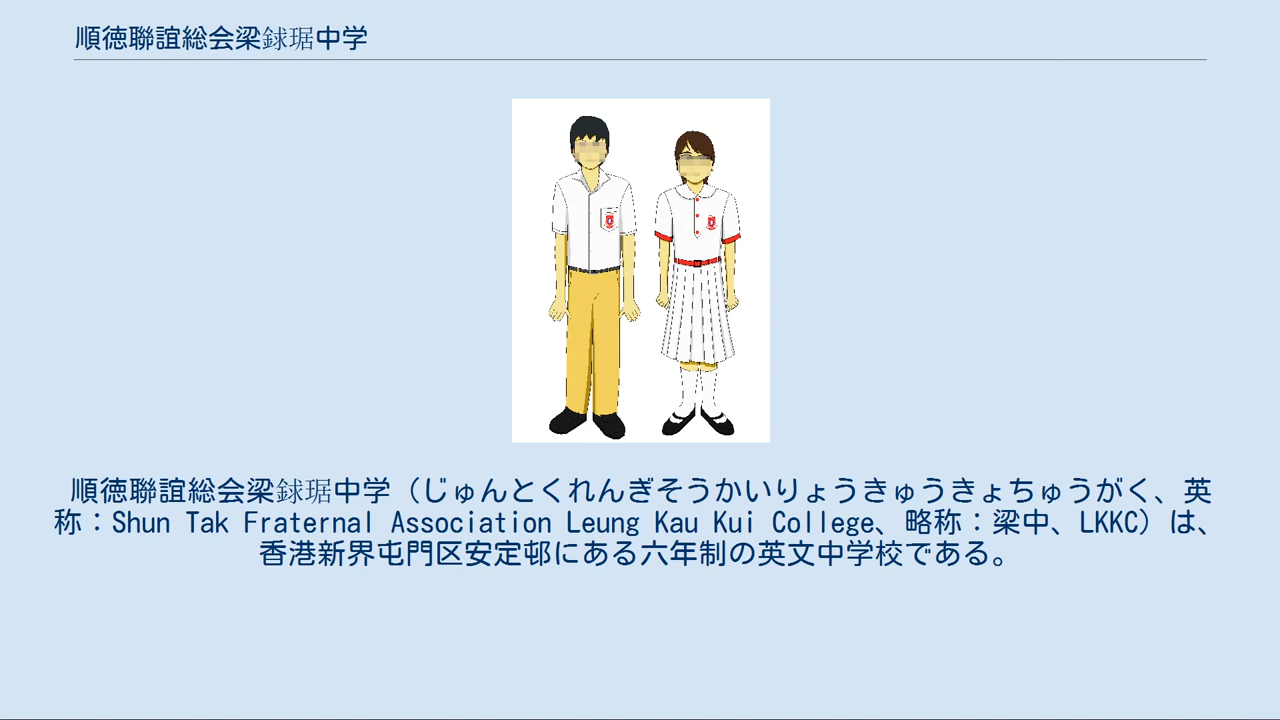 順徳聯誼総会梁銶琚中学
順徳聯誼総会梁銶琚中学（じゅんとくれんぎそうかいりょうきゅうきょちゅうがく、英
称：Shun Tak Fraternal Association Leung Kau Kui College、略称：梁中、LKKC）は、
香港新界屯門区安定邨にある六年制の英文中学校である。